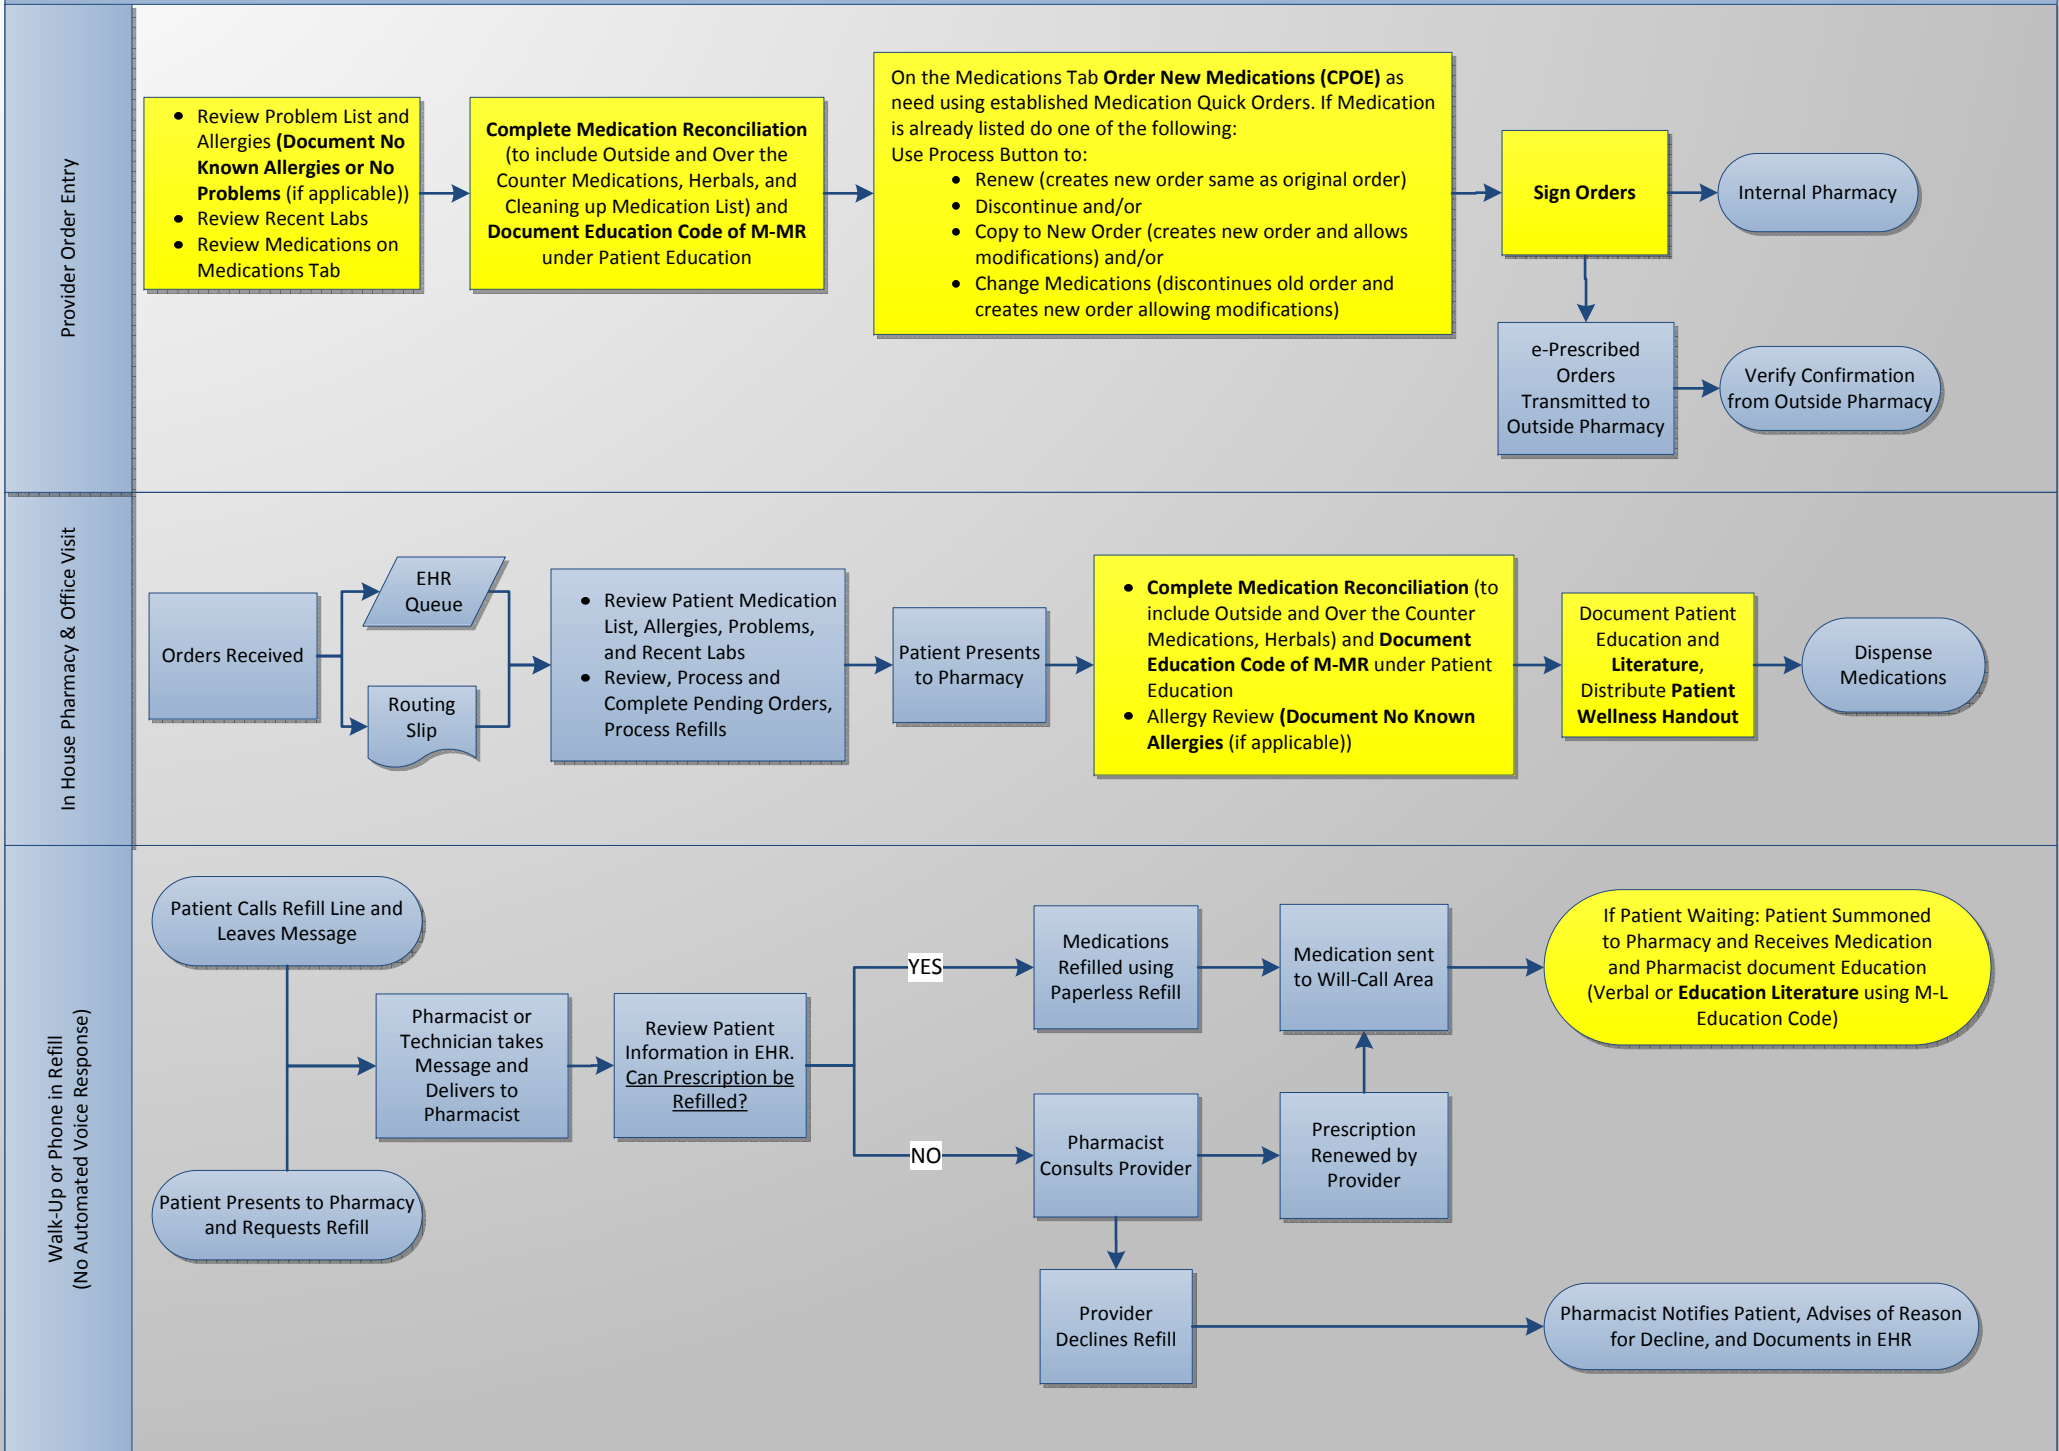 Provider Order Entry
• Review Problem List and
Allergies (Document No
Known Allergies or No
Problems (if applicable))
• Review Recent Labs
• Review Medications on
Medications Tab
Complete Medication Reconciliation
(to include Outside and Over the
Counter Medications, Herbals, and
Cleaning up Medication List) and
Document Education Code of M-MR
under Patient Education
On the Medications Tab Order New Medications (CPOE) as
need using established Medication Quick Orders. If Medication
is already listed do one of the following:
Use Process Button to:
• Renew (creates new order same as original order)
• Discontinue and/or
• Copy to New Order (creates new order and allows
modifications) and/or
• Change Medications (discontinues old order and
creates new order allowing modifications)
Sign Orders
Internal Pharmacy
e-Prescribed
Orders
Transmitted to
Outside Pharmacy
Verify Confirmation
from Outside Pharmacy
In House Pharmacy & Office Visit
Orders Received
EHR
Queue
Routing
Slip
• Review Patient Medication
List, Allergies, Problems,
and Recent Labs
• Review, Process and
Complete Pending Orders,
Process Refills
Patient Presents
to Pharmacy
• Complete Medication Reconciliation (to
include Outside and Over the Counter
Medications, Herbals) and Document
Education Code of M-MR under Patient
Education
• Allergy Review (Document No Known
Allergies (if applicable))
Document Patient
Education and
Literature,
Distribute Patient
Wellness Handout
Dispense
Medications
Walk-Up or Phone in Refill
(No Automated Voice Response)
Patient Calls Refill Line and
Leaves Message
Patient Presents to Pharmacy
and Requests Refill
Pharmacist or
Technician takes
Message and
Delivers to
Pharmacist
Review Patient
Information in EHR.
Can Prescription be
Refilled?
YES
Medications
Refilled using
Paperless Refill
Medication sent
to Will-Call Area
If Patient Waiting: Patient Summoned
to Pharmacy and Receives Medication
and Pharmacist document Education
(Verbal or Education Literature using M-L
Education Code)
NO
Pharmacist
Consults Provider
Prescription
Renewed by
Provider
Provider
Declines Refill
Pharmacist Notifies Patient, Advises of Reason
for Decline, and Documents in EHR